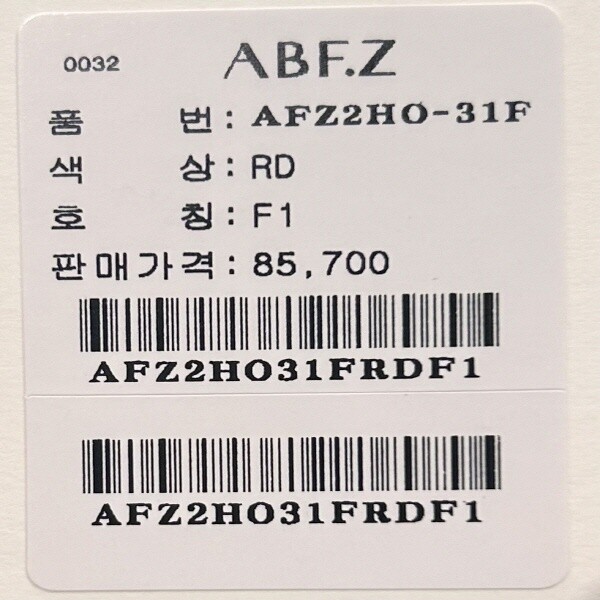 0032 ABF.Z
품 번 : AFZ2HO-31F
색 상 : RD
호 칭 : F1
판매가격 : 85,700
AFZ2HO31FRDF1
AFZ2HO31FRDF1